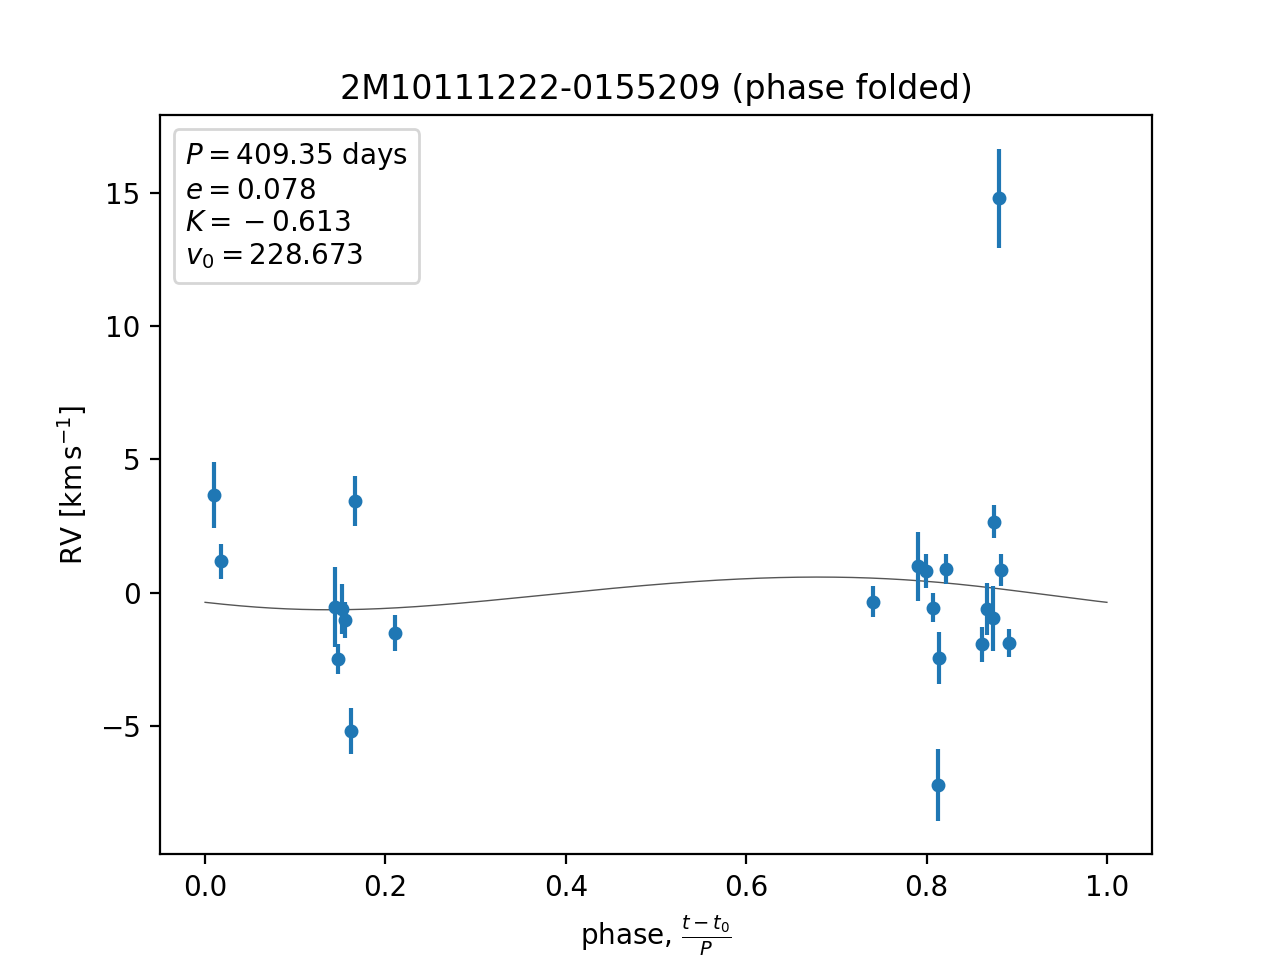 2M10111222-0155209 (phase folded)
P = 409.35 days
e = 0.078
K = −0.613
v₀ = 228.673
15
10
5
0
−5
RV [km s⁻¹]
0.0 0.2 0.4 0.6 0.8 1.0
phase, (t − t₀)/P